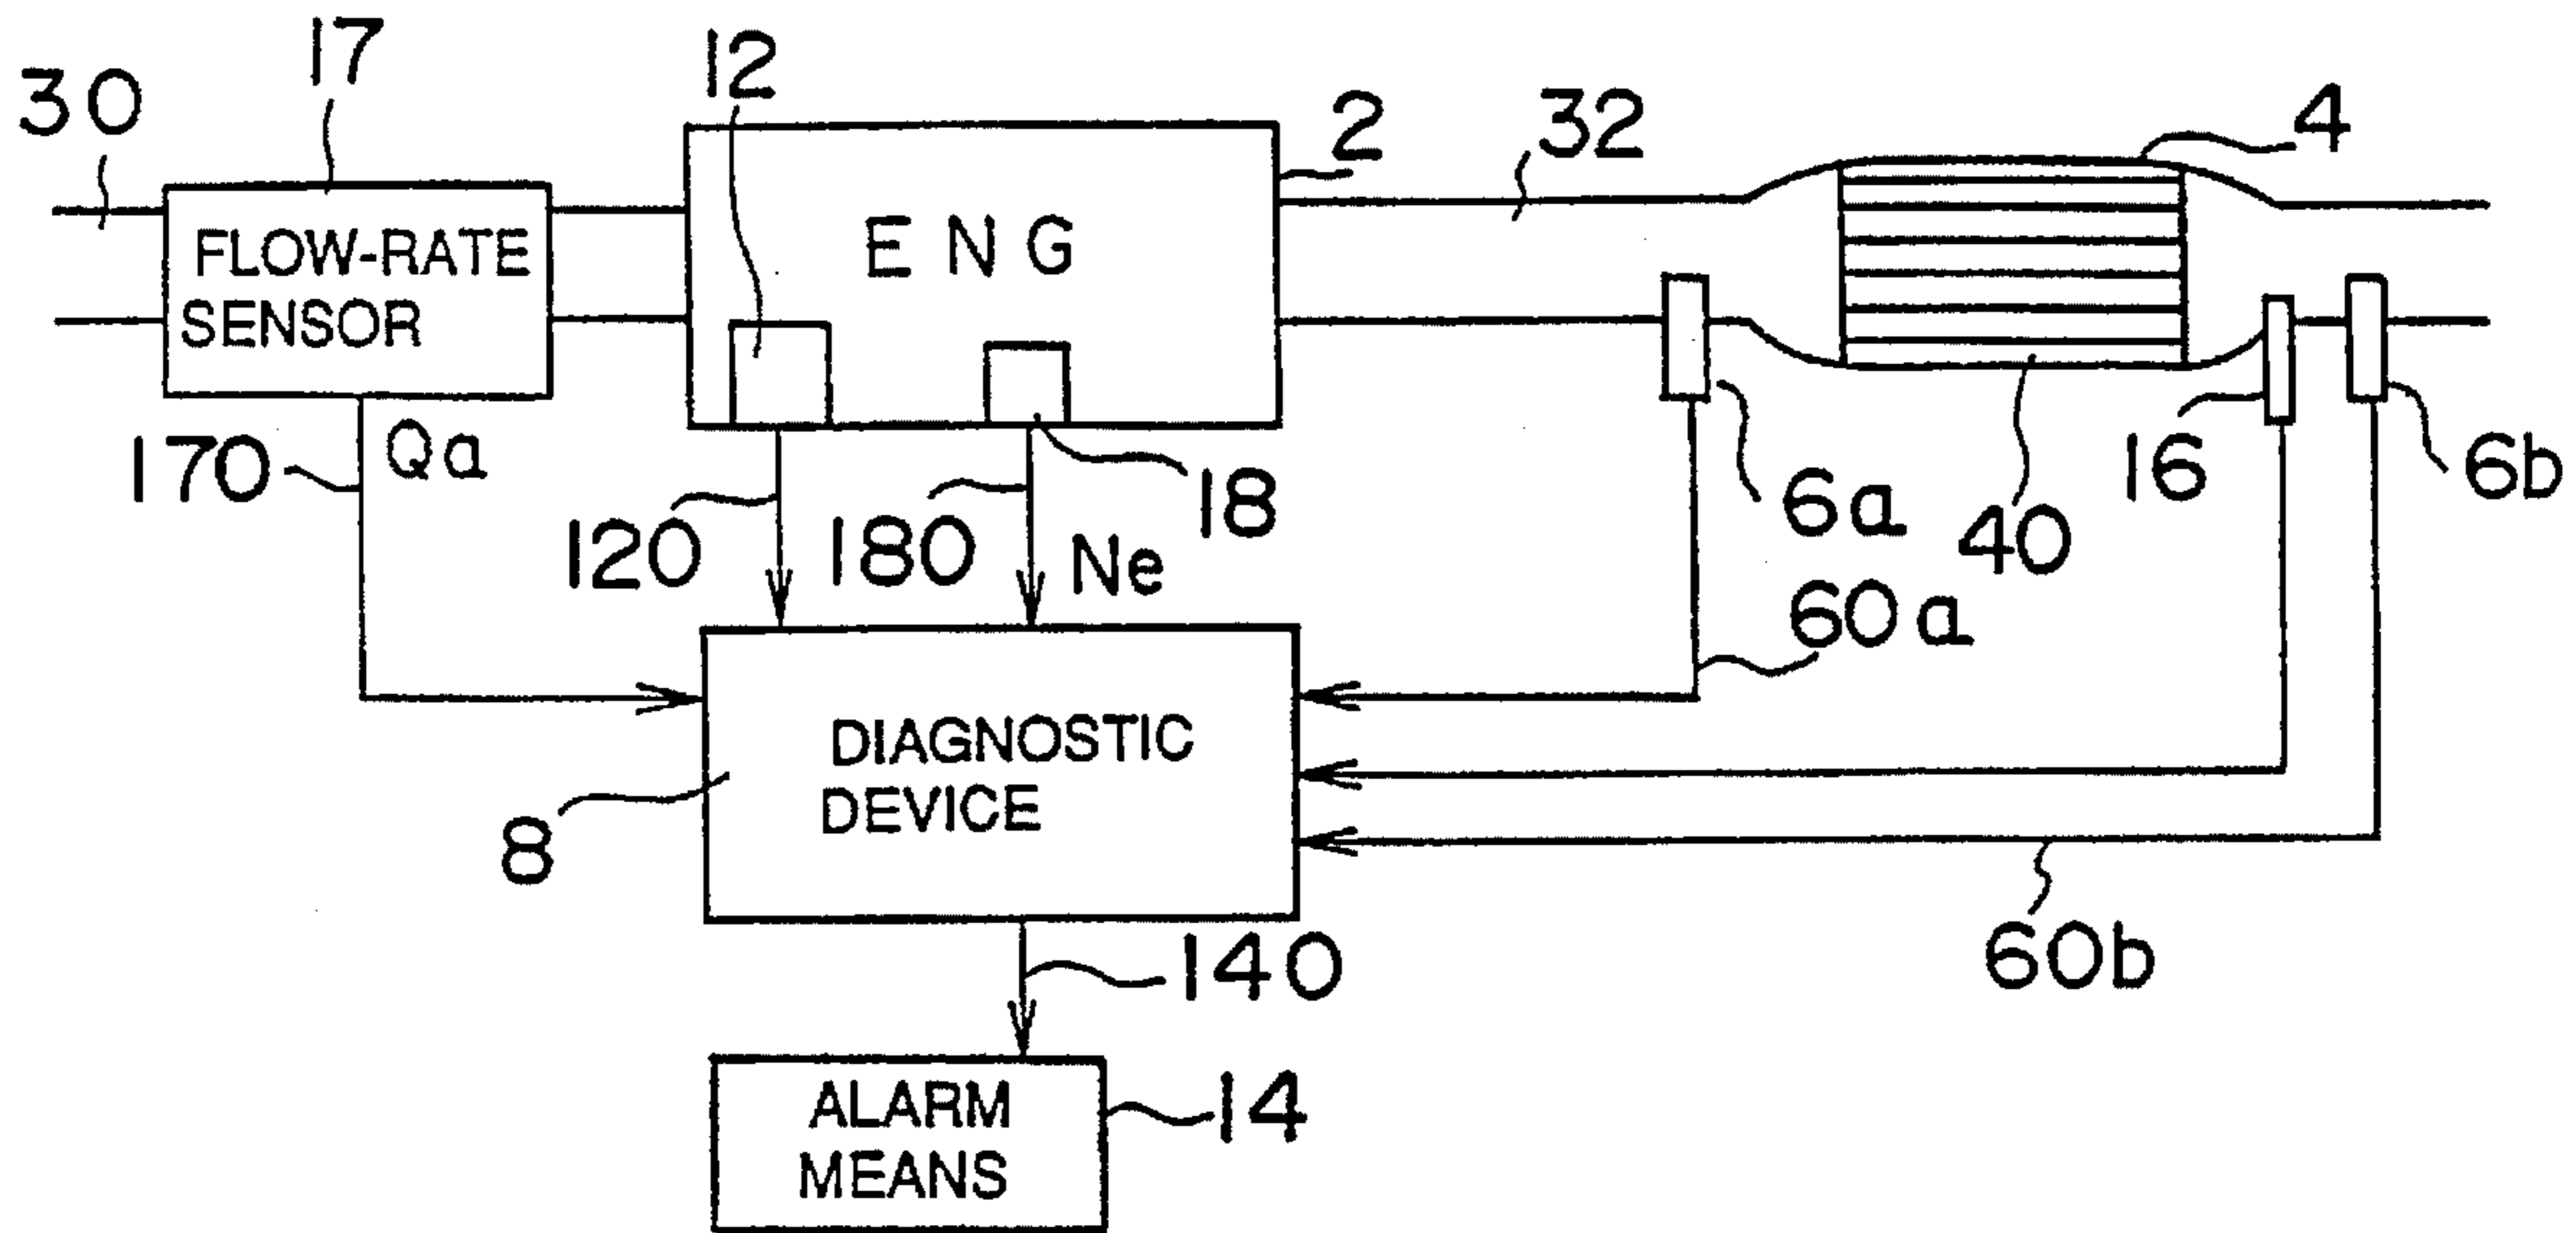 17
12
30
2
32
4
FLOW-RATE
SENSOR
ENG
170
Qa
120
180
Ne
18
6a
40
16
6b
60a
DIAGNOSTIC
DEVICE
8
60b
140
ALARM
MEANS
14